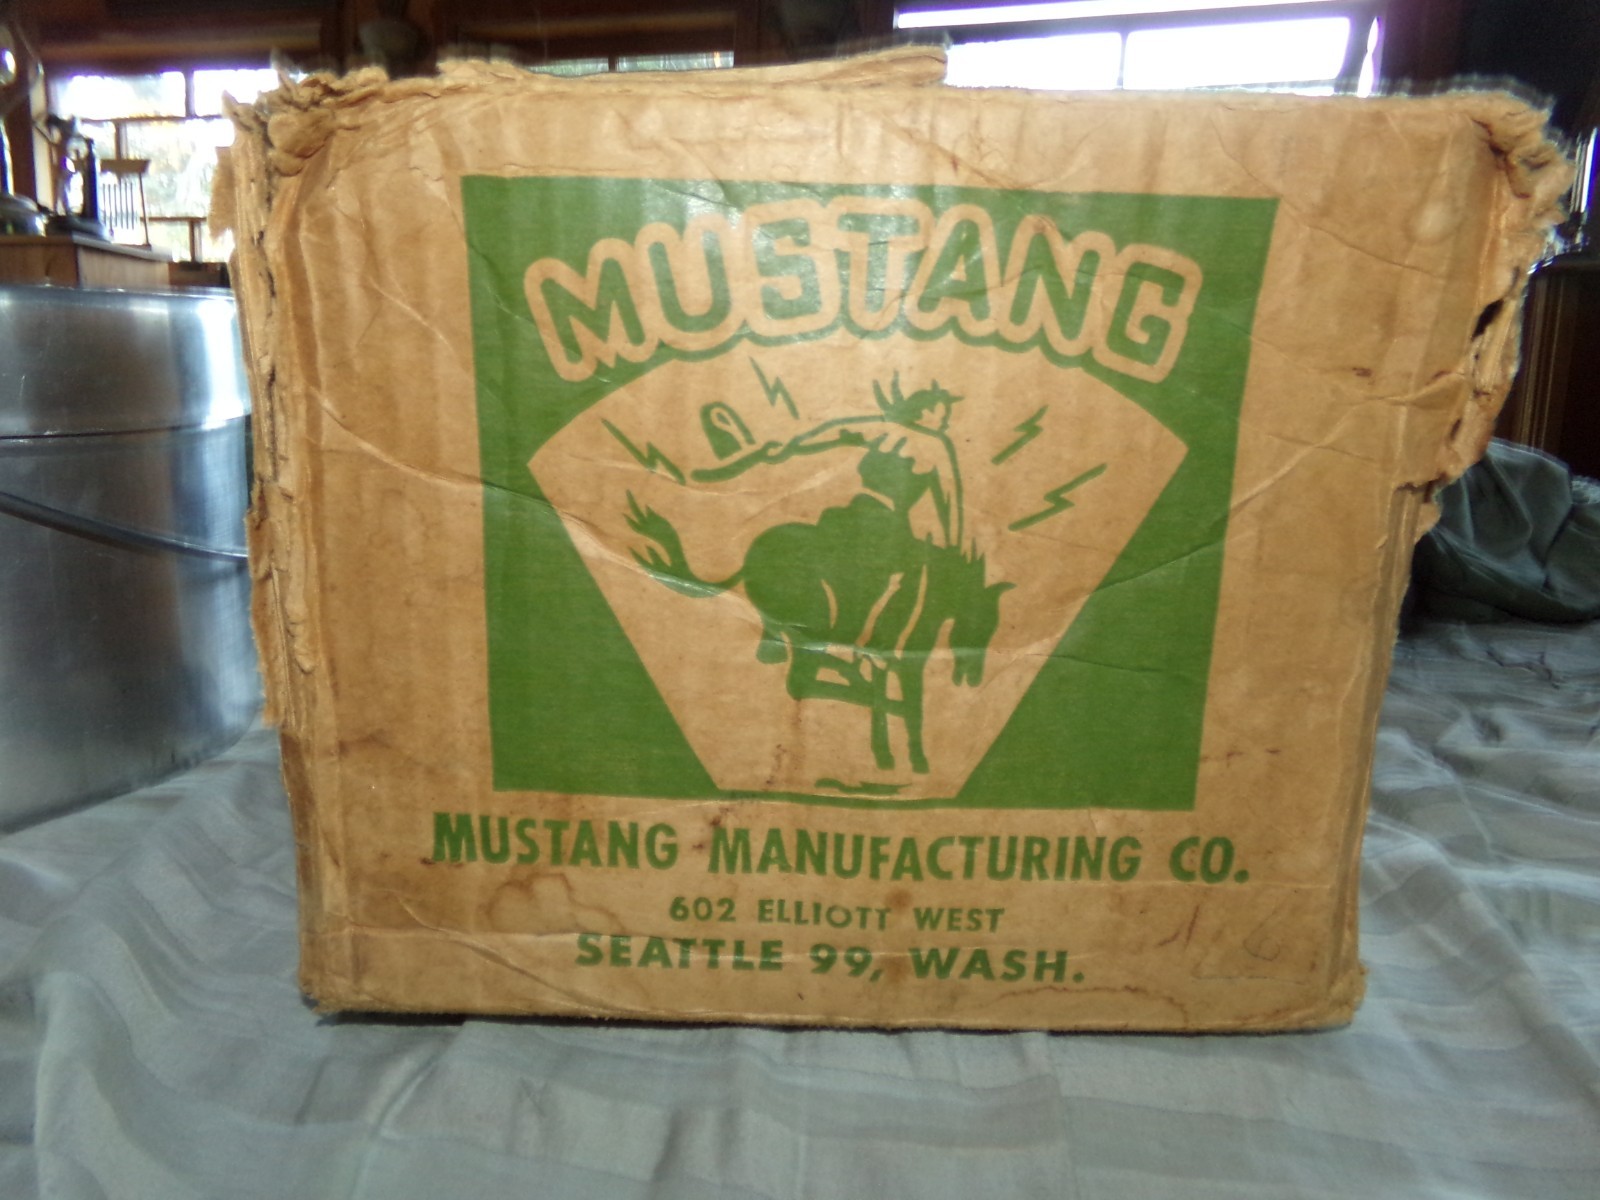 MUSTANG
MUSTANG MANUFACTURING CO.
602 ELLIOTT WEST
SEATTLE 99, WASH.